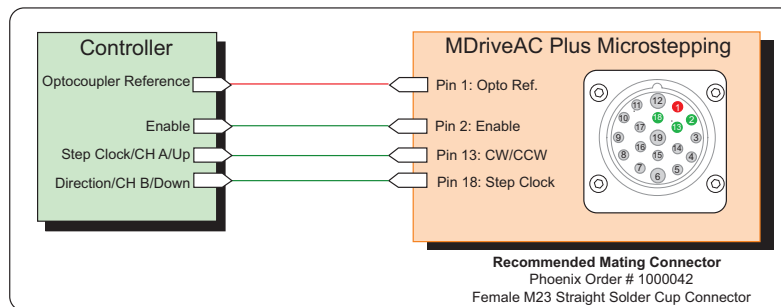 Controller
Optocoupler Reference
Enable
Step Clock/CH A/Up
Direction/CH B/Down
MDriveAC Plus Microstepping
Pin 1: Opto Ref.
Pin 2: Enable
Pin 13: CW/CCW
Pin 18: Step Clock
12
11
1
10
18
2
17
13
9
19
3
16
14
8
15
4
7
5
6
Recommended Mating Connector
Phoenix Order # 1000042
Female M23 Straight Solder Cup Connector